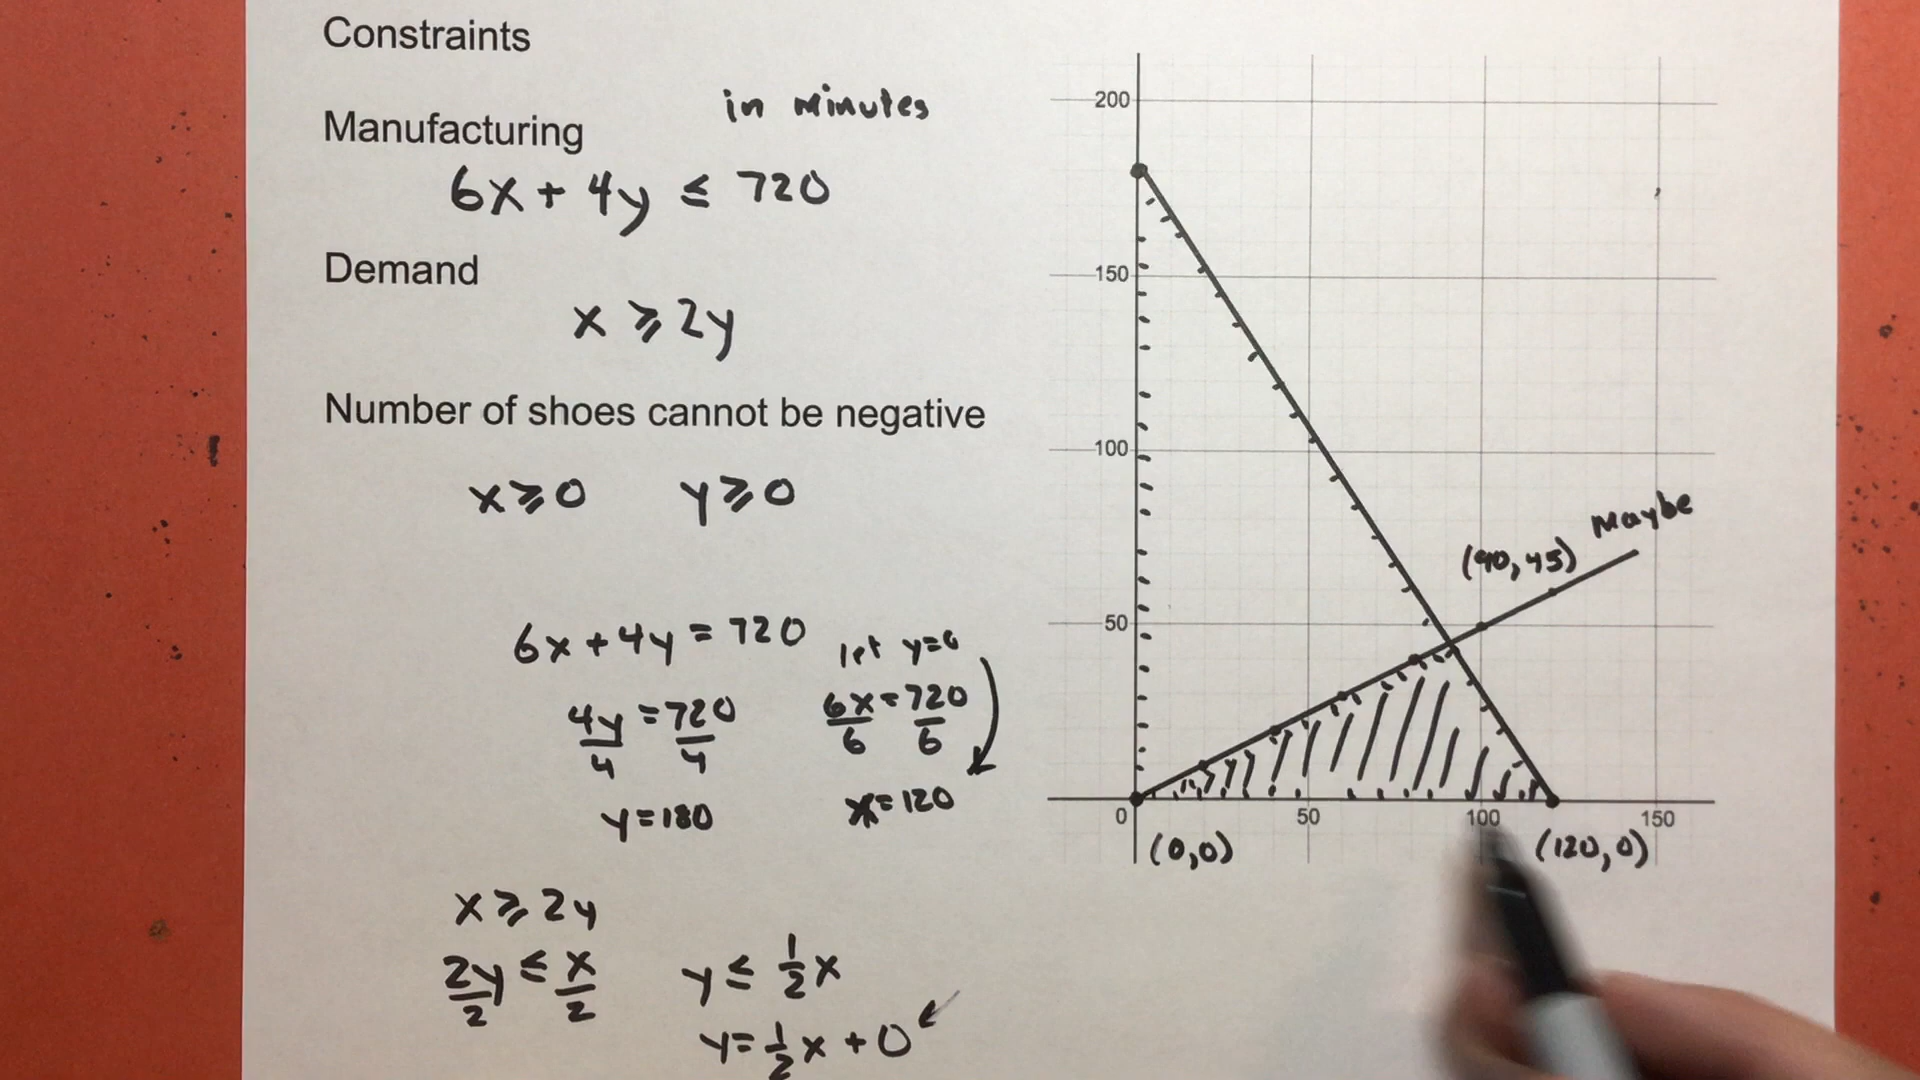 Constraints
in minutes
Manufacturing
6x + 4y ≤ 720
Demand
x ≥ 2y
Number of shoes cannot be negative
x ≥ 0 y ≥ 0
6x + 4y = 720 let y=0
4y/4 = 720/4 6x/6 = 720/6
y = 180 x = 120
x ≥ 2y
2y/2 ≤ x/2 y ≤ 1/2 x
y = 1/2 x + 0
200
150
100
Maybe
(90,45)
50
0 50 100 150
(0,0) (120,0)